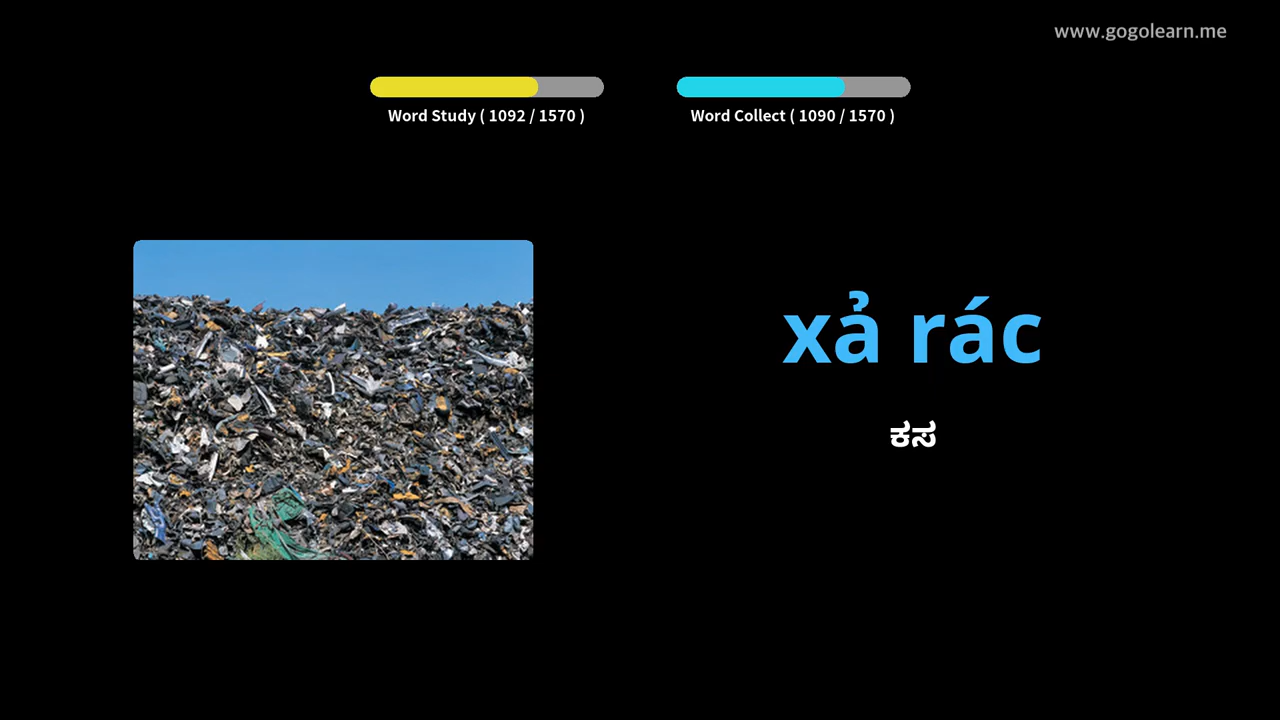 www.gogolearn.me
Word Study ( 1092 / 1570 )
Word Collect ( 1090 / 1570 )
xả rác
ಕಸ